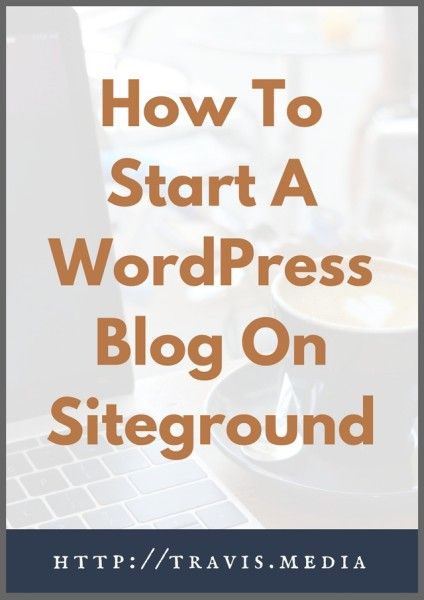 How To
Start A
WordPress
Blog On
Siteground
HTTP://TRAVIS.MEDIA